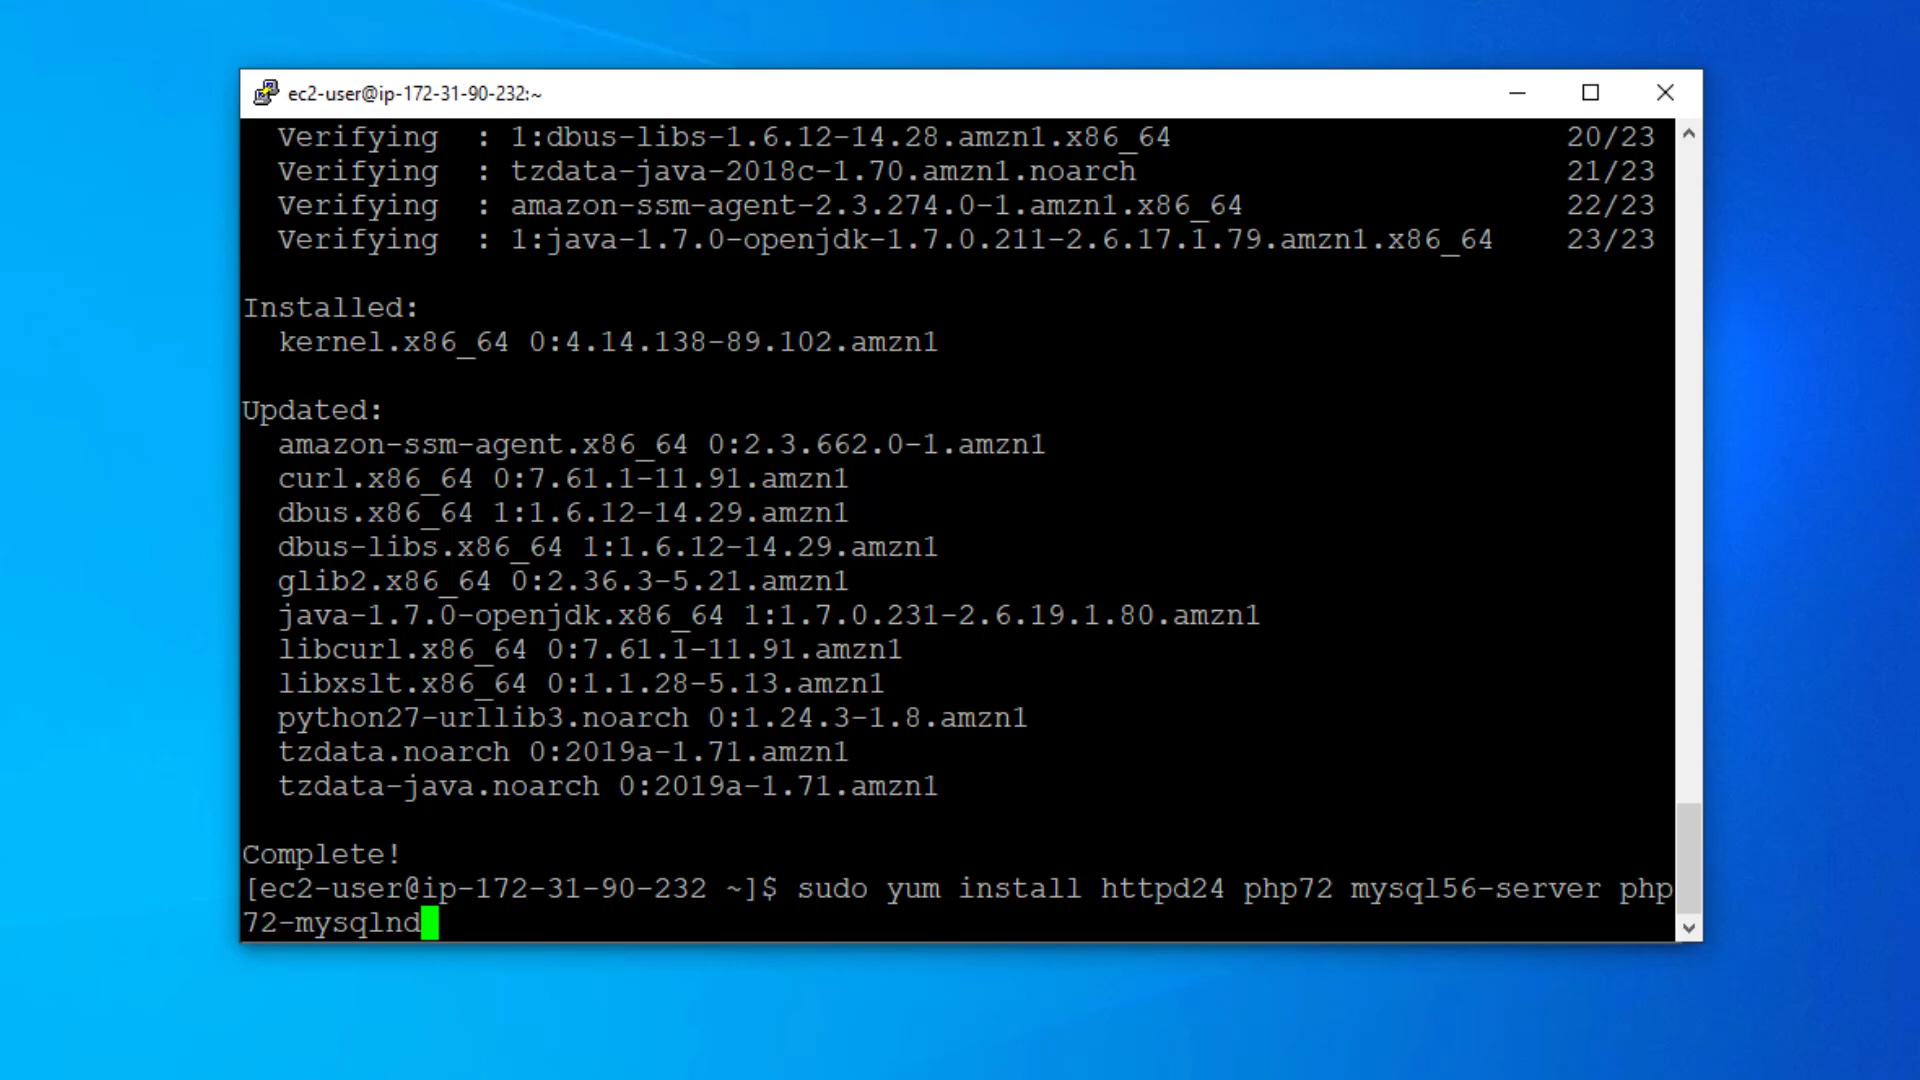 ec2-user@ip-172-31-90-232:~
Verifying : 1:dbus-libs-1.6.12-14.28.amzn1.x86_64 20/23
Verifying : tzdata-java-2018c-1.70.amzn1.noarch 21/23
Verifying : amazon-ssm-agent-2.3.274.0-1.amzn1.x86_64 22/23
Verifying : 1:java-1.7.0-openjdk-1.7.0.211-2.6.17.1.79.amzn1.x86_64 23/23
Installed:
kernel.x86_64 0:4.14.138-89.102.amzn1
Updated:
amazon-ssm-agent.x86_64 0:2.3.662.0-1.amzn1
curl.x86_64 0:7.61.1-11.91.amzn1
dbus.x86_64 1:1.6.12-14.29.amzn1
dbus-libs.x86_64 1:1.6.12-14.29.amzn1
glib2.x86_64 0:2.36.3-5.21.amzn1
java-1.7.0-openjdk.x86_64 1:1.7.0.231-2.6.19.1.80.amzn1
libcurl.x86_64 0:7.61.1-11.91.amzn1
libxslt.x86_64 0:1.1.28-5.13.amzn1
python27-urllib3.noarch 0:1.24.3-1.8.amzn1
tzdata.noarch 0:2019a-1.71.amzn1
tzdata-java.noarch 0:2019a-1.71.amzn1
Complete!
[ec2-user@ip-172-31-90-232 ~]$ sudo yum install httpd24 php72 mysql56-server php
72-mysqlnd